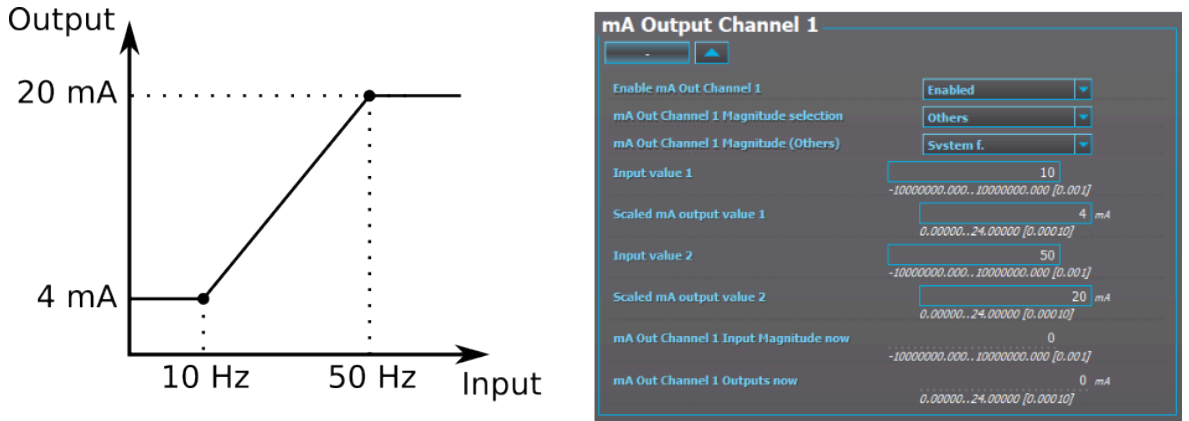 Output
20 mA
4 mA
10 Hz
50 Hz
Input
mA Output Channel 1
-
Enable mA Out Channel 1 Enabled
mA Out Channel 1 Magnitude selection Others
mA Out Channel 1 Magnitude (Others) System f.
Input value 1 10
-10000000.000..10000000.000 [0.001]
Scaled mA output value 1 4 mA
0.00000..24.00000 [0.00010]
Input value 2 50
-10000000.000..10000000.000 [0.001]
Scaled mA output value 2 20 mA
0.00000..24.00000 [0.00010]
mA Out Channel 1 Input Magnitude now 0
-10000000.000..10000000.000 [0.001]
mA Out Channel 1 Outputs now 0 mA
0.00000..24.00000 [0.00010]